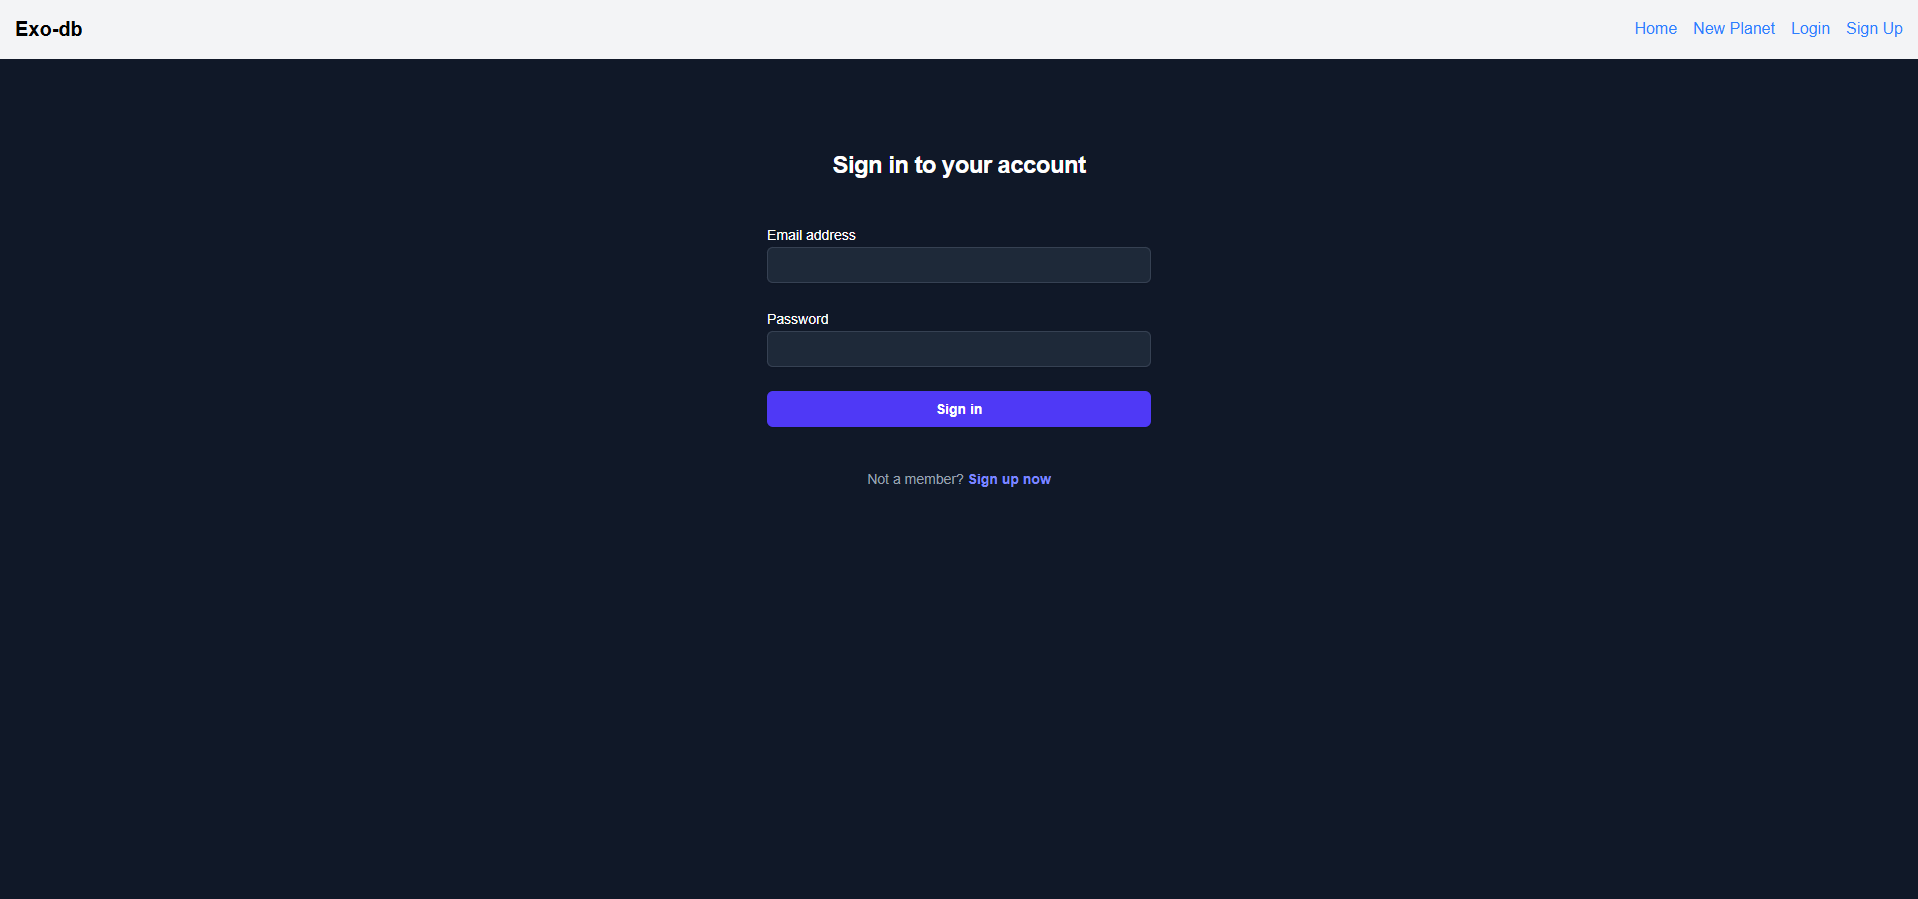 Exo-db
Home New Planet Login Sign Up
Sign in to your account
Email address
Password
Sign in
Not a member? Sign up now